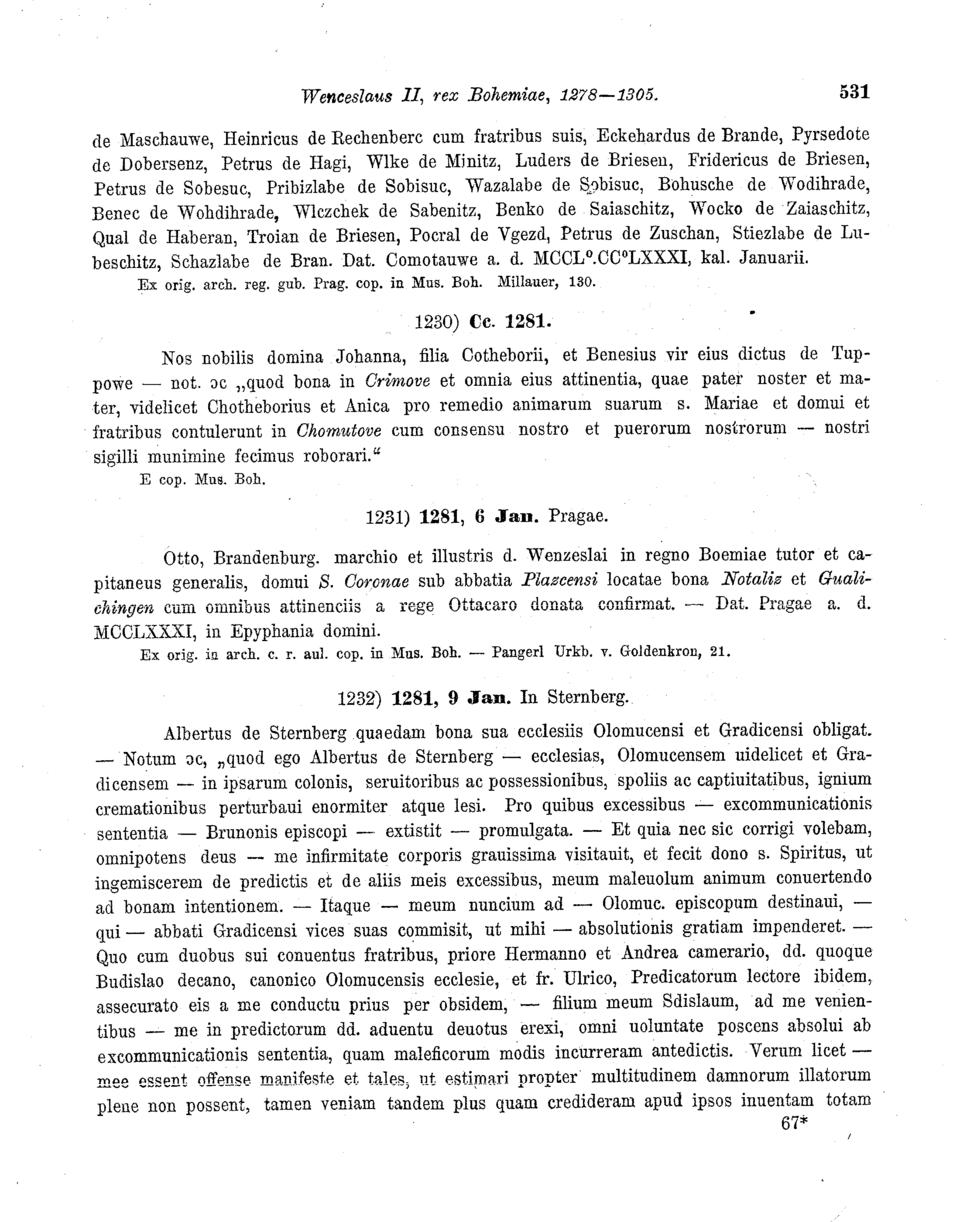 Wenceslaus II, rex Bohemiae, 1278—1305. 531
de Maschauwe, Heinricus de Rechenberc cum fratribus suis, Eckehardus de Brande, Pyrsedote
de Dobersenz, Petrus de Hagi, Wlke de Minitz, Luders de Briesen, Fridericus de Briesen,
Petrus de Sobesuc, Pribizlabe de Sobisuc, Wazalabe de Sobisuc, Bohusche de Wodihrade,
Benec de Wohdihrade, Wlczchek de Sabenitz, Benko de Saiaschitz, Wocko de Zaiaschitz,
Qual de Haberan, Troian de Briesen, Pocral de Vgezd, Petrus de Zuschan, Stiezlabe de Lu-
beschitz, Schazlabe de Bran. Dat. Comotauwe a. d. MCCL⁰.CC⁰LXXXI, kal. Januarii.
Ex orig. arch. reg. gub. Prag. cop. in Mus. Boh. Millauer, 130.
1230) Cc. 1281.
Nos nobilis domina Johanna, filia Cotheborii, et Benesius vir eius dictus de Tup-
powe — not. ɔc „quod bona in Crimove et omnia eius attinentia, quae pater noster et ma-
ter, videlicet Chotheborius et Anica pro remedio animarum suarum s. Mariae et domui et
fratribus contulerunt in Chomutove cum consensu nostro et puerorum nostrorum — nostri
sigilli munimine fecimus roborari.“
E cop. Mus. Boh.
1231) 1281, 6 Jan. Pragae.
Otto, Brandenburg. marchio et illustris d. Wenzeslai in regno Boemiae tutor et ca-
pitaneus generalis, domui S. Coronae sub abbatia Plazcensi locatae bona Notaliz et Guali-
chingen cum omnibus attinenciis a rege Ottacaro donata confirmat. — Dat. Pragae a. d.
MCCLXXXI, in Epyphania domini.
Ex orig. in arch. c. r. aul. cop. in Mus. Boh. — Pangerl Urkb. v. Goldenkron, 21.
1232) 1281, 9 Jan. In Sternberg.
Albertus de Sternberg quaedam bona sua ecclesiis Olomucensi et Gradicensi obligat.
— Notum ɔc, „quod ego Albertus de Sternberg — ecclesias, Olomucensem uidelicet et Gra-
dicensem — in ipsarum colonis, seruitoribus ac possessionibus, spoliis ac captiuitatibus, ignium
cremationibus perturbaui enormiter atque lesi. Pro quibus excessibus — excommunicationis
sententia — Brunonis episcopi — extistit — promulgata. — Et quia nec sic corrigi volebam,
omnipotens deus — me infirmitate corporis grauissima visitauit, et fecit dono s. Spiritus, ut
ingemiscerem de predictis et de aliis meis excessibus, meum maleuolum animum conuertendo
ad bonam intentionem. — Itaque — meum nuncium ad — Olomuc. episcopum destinaui, —
qui — abbati Gradicensi vices suas commisit, ut mihi — absolutionis gratiam impenderet. —
Quo cum duobus sui conuentus fratribus, priore Hermanno et Andrea camerario, dd. quoque
Budislao decano, canonico Olomucensis ecclesie, et fr. Ulrico, Predicatorum lectore ibidem,
assecurato eis a me conductu prius per obsidem, — filium meum Sdislaum, ad me venien-
tibus — me in predictorum dd. aduentu deuotus erexi, omni uoluntate poscens absolui ab
excommunicationis sententia, quam maleficorum modis incurreram antedictis. Verum licet —
mee essent offense manifeste et tales, ut estimari propter multitudinem damnorum illatorum
plene non possent, tamen veniam tandem plus quam credideram apud ipsos inuentam totam
67*